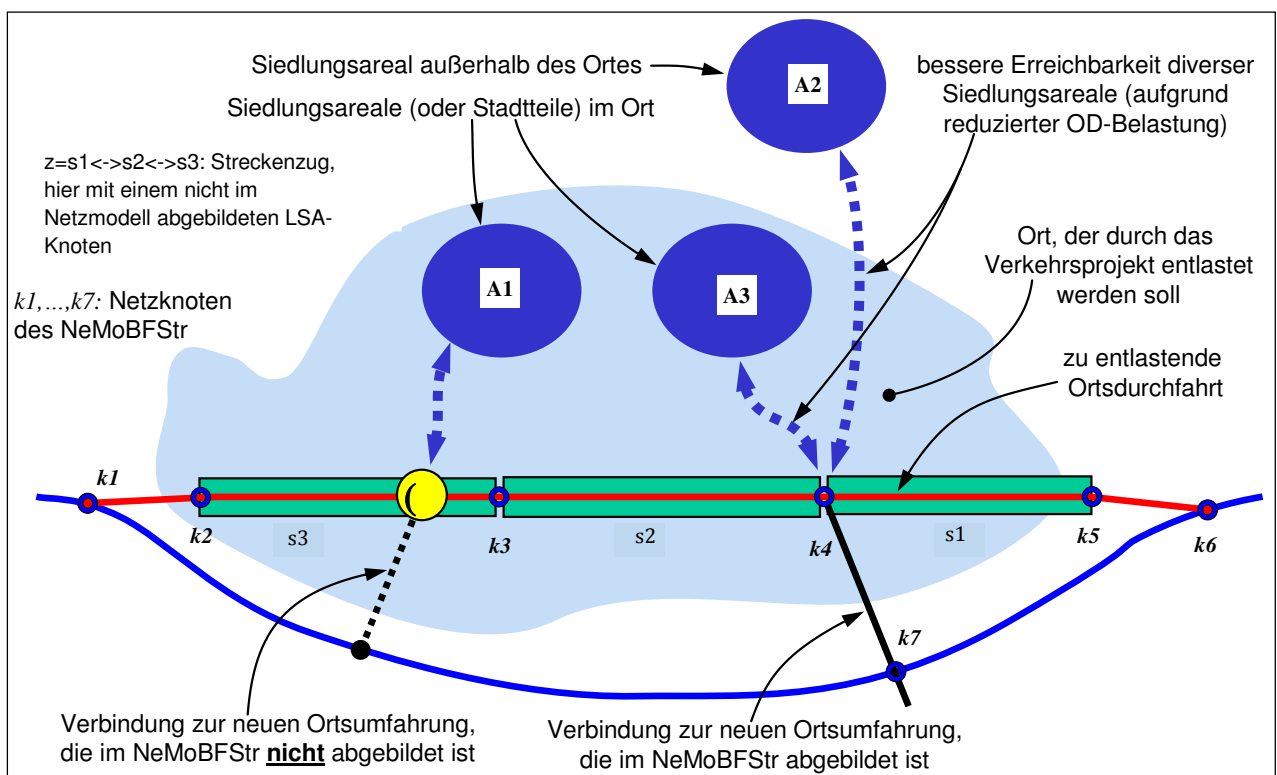 Siedlungsareal außerhalb des Ortes
Siedlungsareale (oder Stadtteile) im Ort
A2
bessere Erreichbarkeit diverser
Siedlungsareale (aufgrund
reduzierter OD-Belastung)
z=s1<->s2<->s3: Streckenzug,
hier mit einem nicht im
Netzmodell abgebildeten LSA-
Knoten
k1,...,k7: Netzknoten
des NeMoBFStr
A1
A3
Ort, der durch das
Verkehrsprojekt entlastet
werden soll
zu entlastende
Ortsdurchfahrt
k1
k2
s3
k3
s2
k4
s1
k5
k6
k7
Verbindung zur neuen Ortsumfahrung,
die im NeMoBFStr nicht abgebildet ist
Verbindung zur neuen Ortsumfahrung,
die im NeMoBFStr abgebildet ist